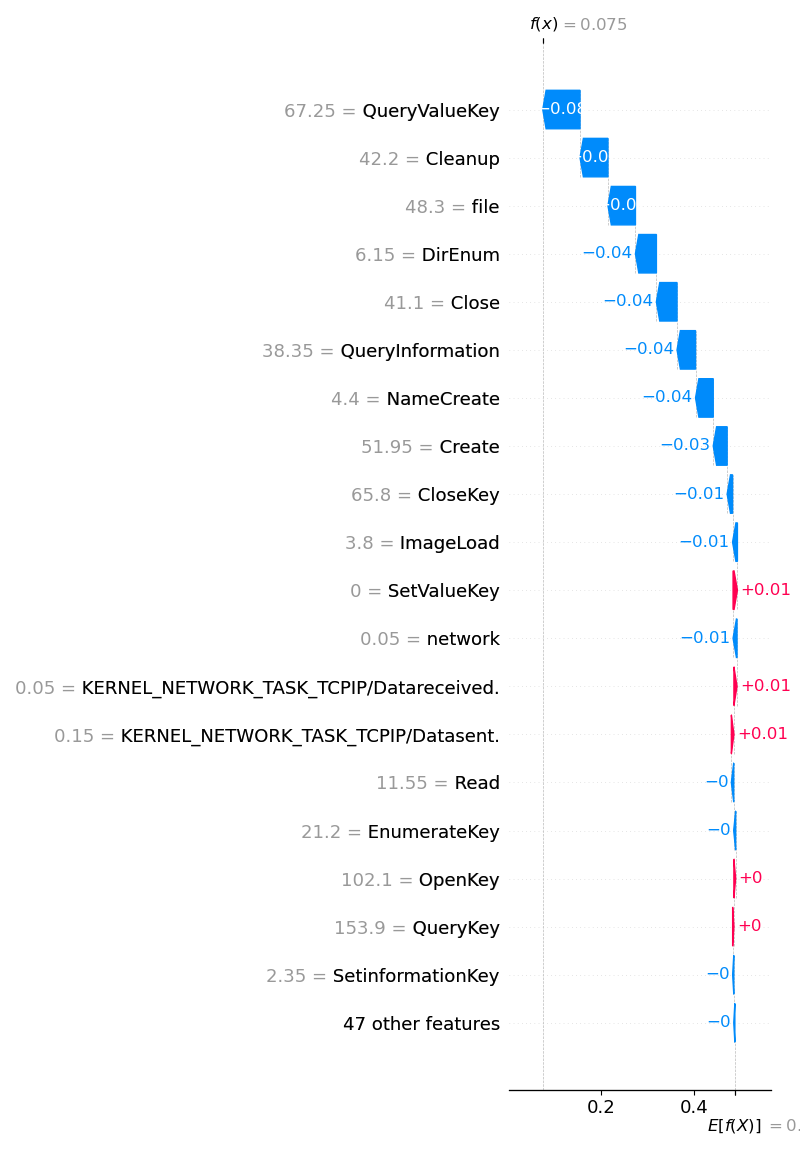 f(x) = 0.075
67.25 = QueryValueKey −0.08
42.2 = Cleanup −0.0
48.3 = file −0.0
6.15 = DirEnum −0.04
41.1 = Close −0.04
38.35 = QueryInformation −0.04
4.4 = NameCreate −0.04
51.95 = Create −0.03
65.8 = CloseKey −0.01
3.8 = ImageLoad −0.01
0 = SetValueKey +0.01
0.05 = network −0.01
0.05 = KERNEL_NETWORK_TASK_TCPIP/Datareceived. +0.01
0.15 = KERNEL_NETWORK_TASK_TCPIP/Datasent. +0.01
11.55 = Read −0
21.2 = EnumerateKey −0
102.1 = OpenKey +0
153.9 = QueryKey +0
2.35 = SetinformationKey −0
47 other features −0
0.2 0.4
E[f(X)] = 0.